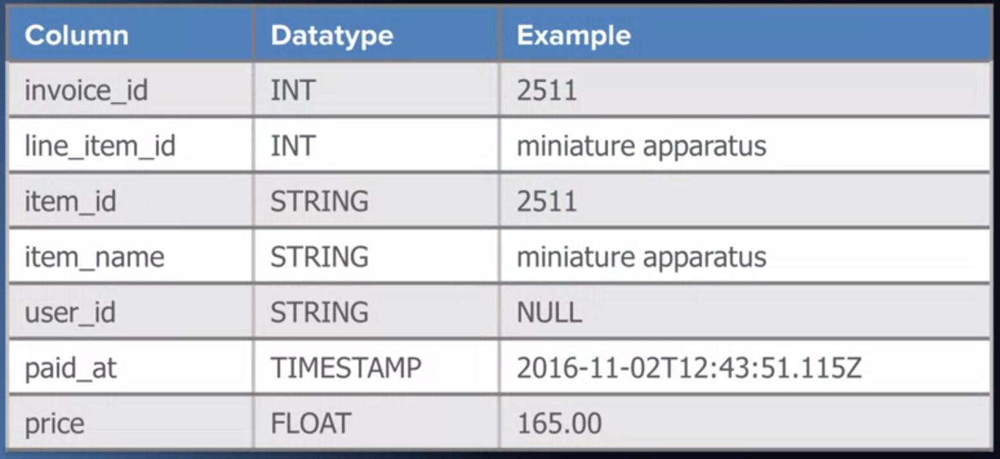 Column Datatype Example
invoice_id INT 2511
line_item_id INT miniature apparatus
item_id STRING 2511
item_name STRING miniature apparatus
user_id STRING NULL
paid_at TIMESTAMP 2016-11-02T12:43:51.115Z
price FLOAT 165.00